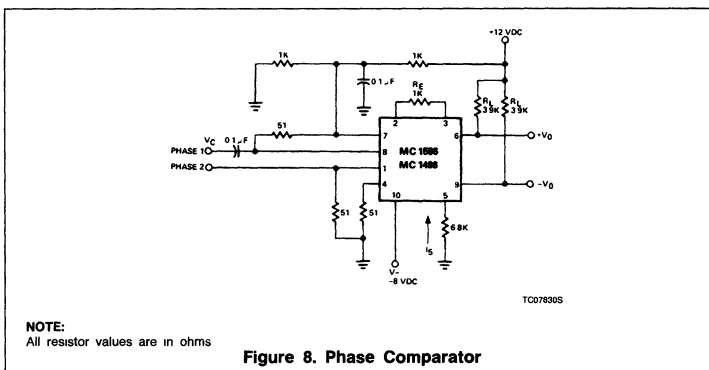 +12 VDC
1K
1K
0 1µF
RE
1K
RL
3 9K
RL
3 9K
51
2
3
VC
0 1µF
7
6
+VO
PHASE 1
8
MC 1596
MC 1496
PHASE 2
1
4
9
-VO
10
5
51
51
6 8K
I5
V-
-8 VDC
TC07830S
NOTE:
All resistor values are in ohms
Figure 8. Phase Comparator